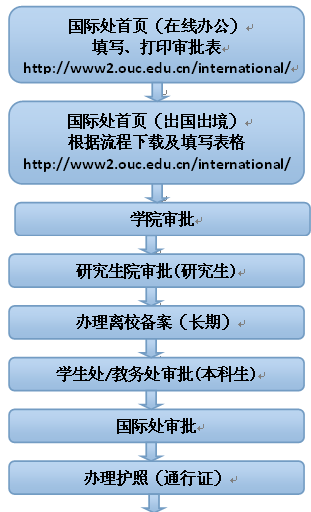 国际处首页（在线办公）
填写、打印审批表
http://www2.ouc.edu.cn/international/
国际处首页（出国出境）
根据流程下载及填写表格
http://www2.ouc.edu.cn/international/
学院审批
研究生院审批(研究生)
办理离校备案（长期）
学生处/教务处审批(本科生)
国际处审批
办理护照（通行证）